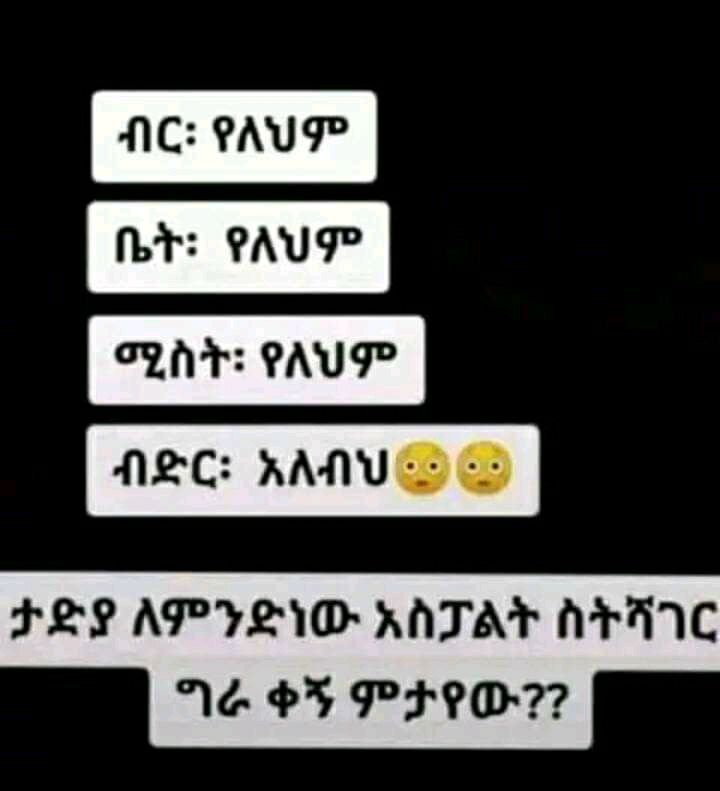 ብር፡ የለህም
ቤት፡ የለህም
ሚስት፡ የለህም
ብድር፡ አለብህ😳😳
ታድያ ለምንድነው አስፓልት ስትሻገር
ግራ ቀኝ ምታየው??